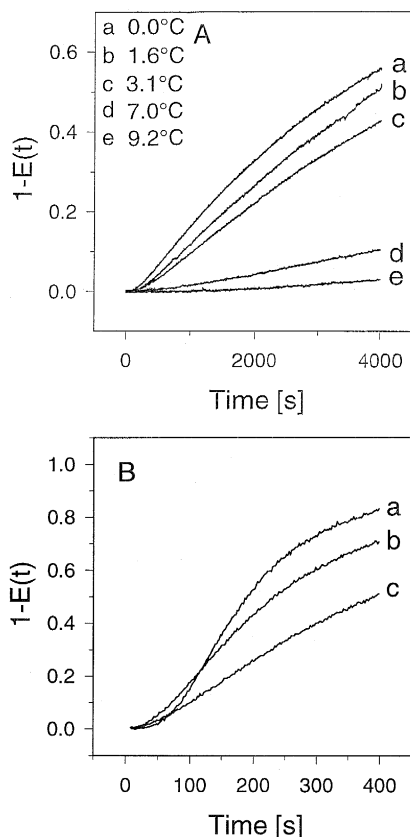 a 0.0°C
A
b 1.6°C
c 3.1°C
d 7.0°C
e 9.2°C
0.6
0.4
0.2
0.0
1-E(t)
a
b
c
d
e
0
2000
4000
Time [s]
B
1.0
0.8
0.6
0.4
0.2
0.0
1-E(t)
a
b
c
0
100
200
300
400
Time [s]